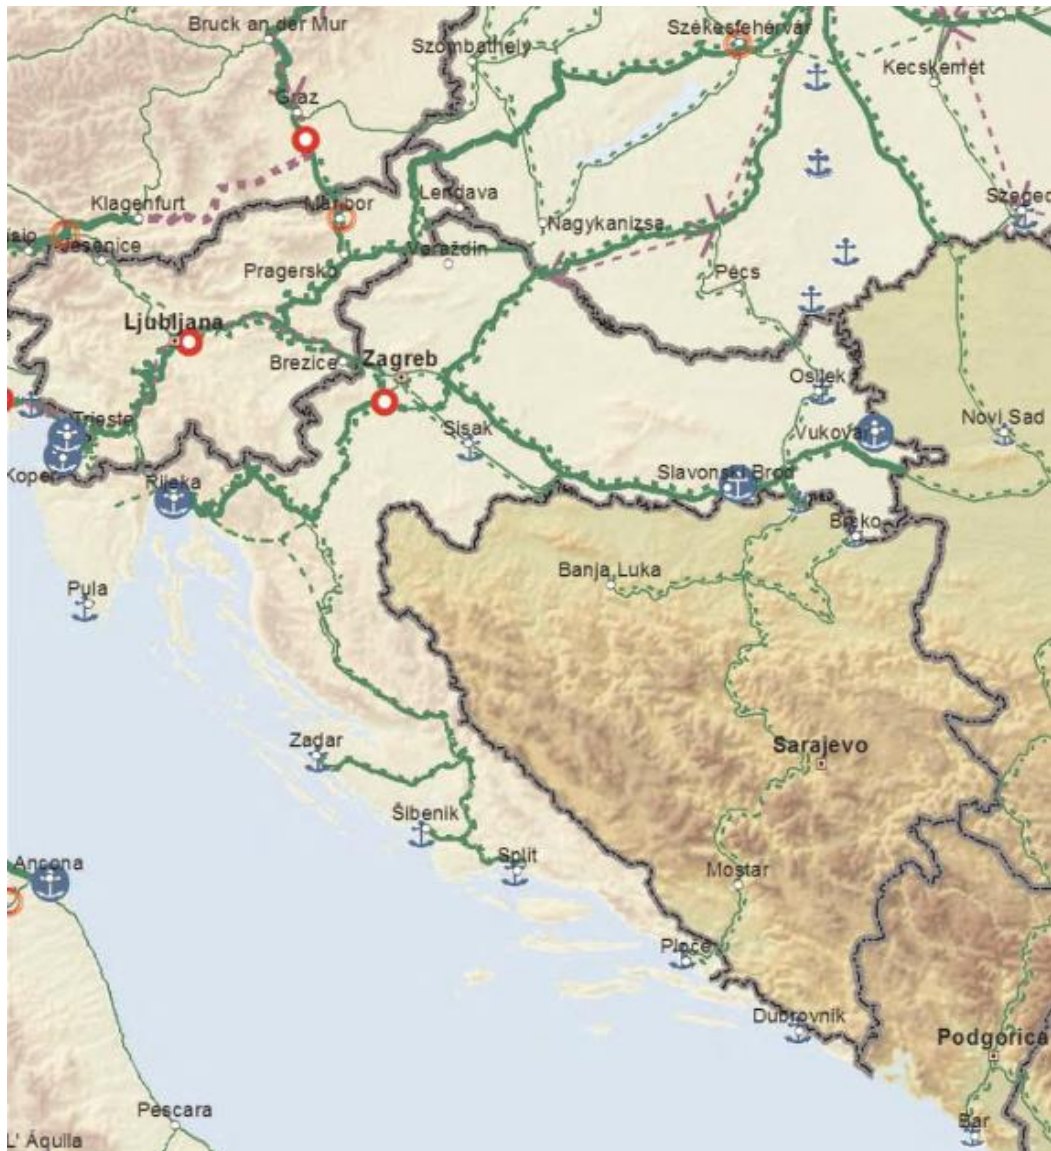 Bruck an der Mur
Székesfehérvár
Szombathely
Kecskemét
Graz
Klagenfurt
Maribor
Lendava
Nagykanizsa
Jesenice
Varaždin
Pragersko
Pécs
Ljubljana
Brezice
Zagreb
Osijek
Trieste
Sisak
Vukovar
Novi Sad
Koper
Rijeka
Slavonski Brod
Brčko
Pula
Banja Luka
Zadar
Sarajevo
Šibenik
Split
Ancona
Mostar
Ploče
Dubrovnik
Podgorica
Pescara
Bar
L' Áquila